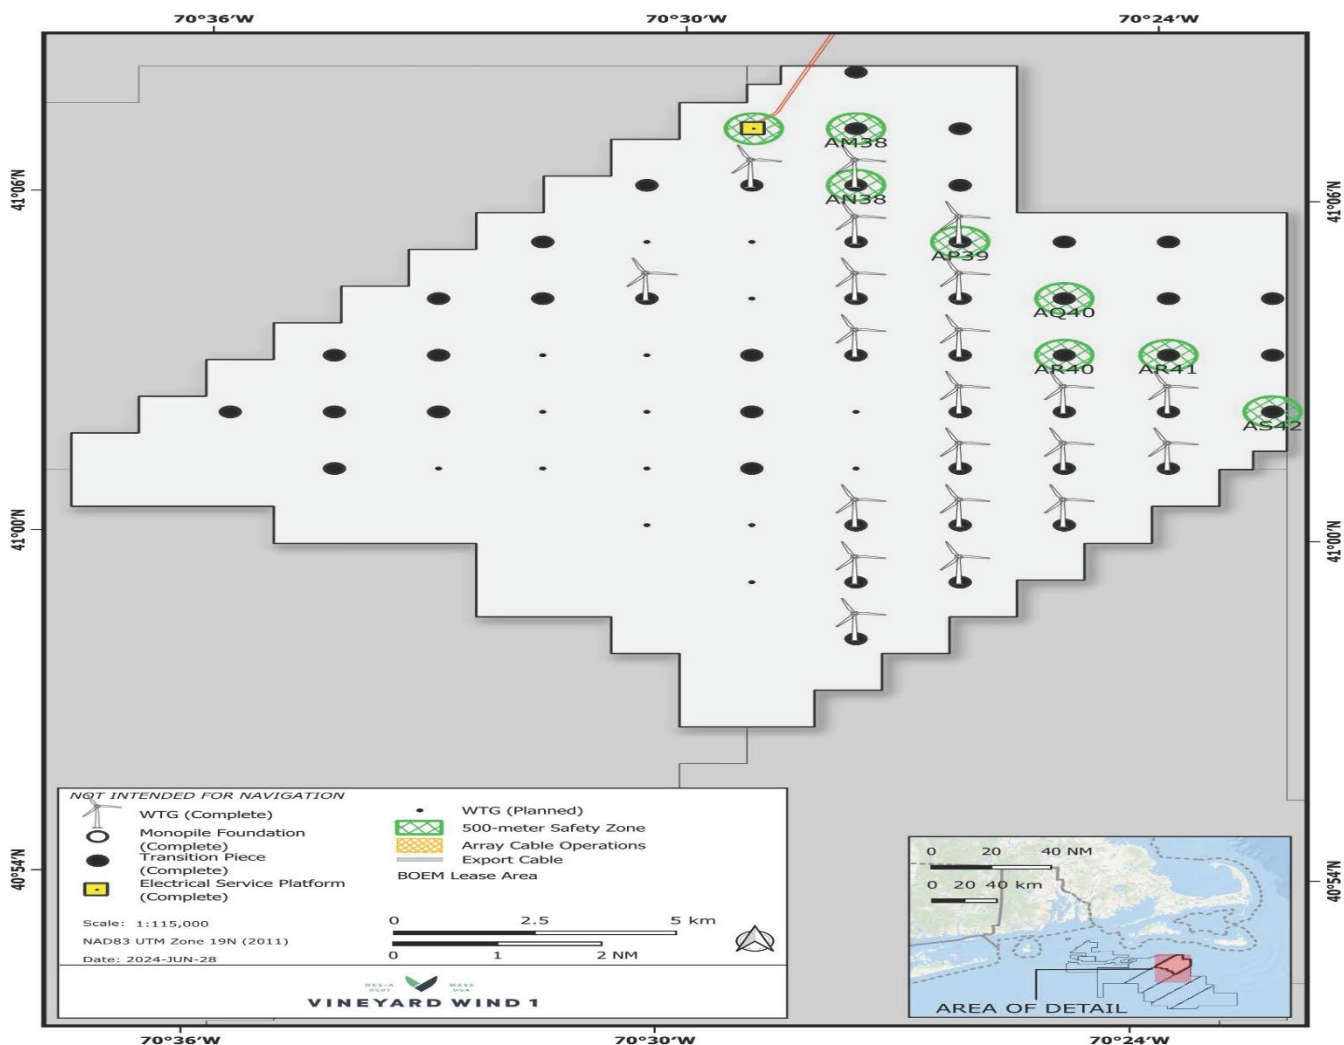 70°36′W 70°30′W 70°24′W
41°06′N
41°06′N
AM38
AN38
AP39
AQ40
AR40 AR41
AS42
41°00′N
41°00′N
40°54′N
40°54′N
NOT INTENDED FOR NAVIGATION
WTG (Complete)
Monopile Foundation
(Complete)
Transition Piece
(Complete)
Electrical Service Platform
(Complete)
WTG (Planned)
500-meter Safety Zone
Array Cable Operations
Export Cable
BOEM Lease Area
Scale: 1:115,000
NAD83 UTM Zone 19N (2011)
Date: 2024-JUN-28
0 2.5 5 km
0 1 2 NM
OCS-A MASS
0501 USA
VINEYARD WIND 1
0 20 40 NM
0 20 40 km
AREA OF DETAIL
70°36′W 70°30′W 70°24′W